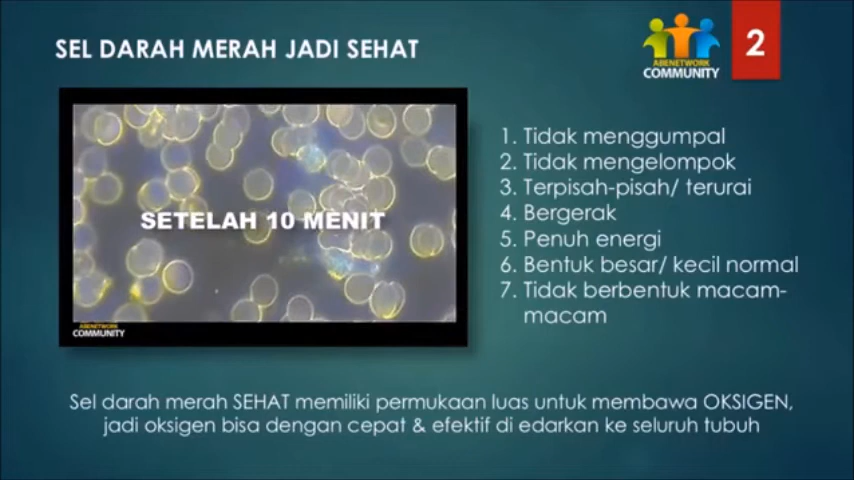 SEL DARAH MERAH JADI SEHAT
ABENETWORK
COMMUNITY
2
SETELAH 10 MENIT
ABENETWORK
COMMUNITY
1. Tidak menggumpal
2. Tidak mengelompok
3. Terpisah-pisah/ terurai
4. Bergerak
5. Penuh energi
6. Bentuk besar/ kecil normal
7. Tidak berbentuk macam-
macam
Sel darah merah SEHAT memiliki permukaan luas untuk membawa OKSIGEN,
jadi oksigen bisa dengan cepat & efektif di edarkan ke seluruh tubuh